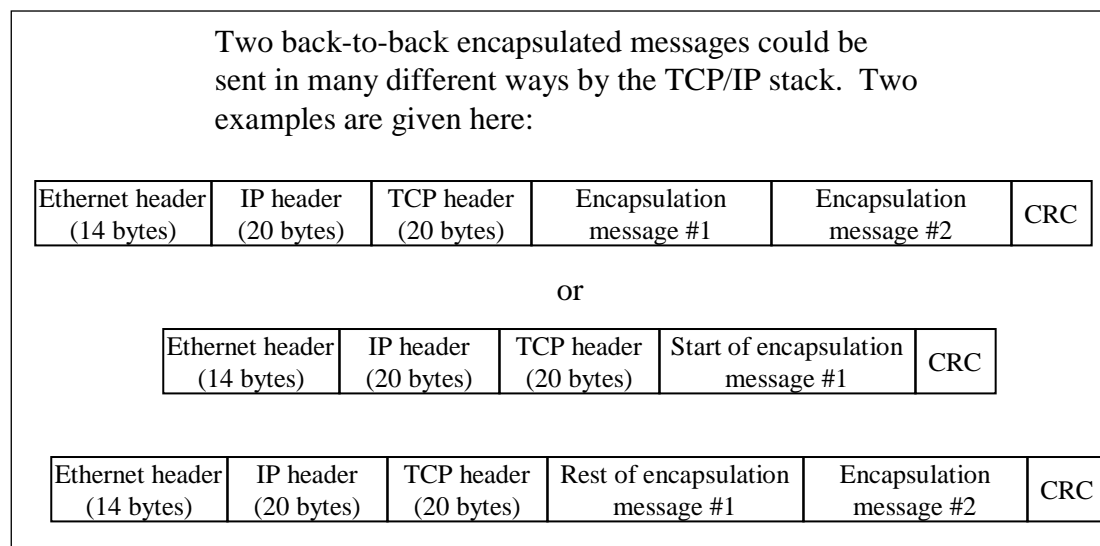 Two back-to-back encapsulated messages could be
sent in many different ways by the TCP/IP stack. Two
examples are given here:
Ethernet header IP header TCP header Encapsulation Encapsulation CRC
(14 bytes) (20 bytes) (20 bytes) message #1 message #2
or
Ethernet header IP header TCP header Start of encapsulation CRC
(14 bytes) (20 bytes) (20 bytes) message #1
Ethernet header IP header TCP header Rest of encapsulation Encapsulation CRC
(14 bytes) (20 bytes) (20 bytes) message #1 message #2